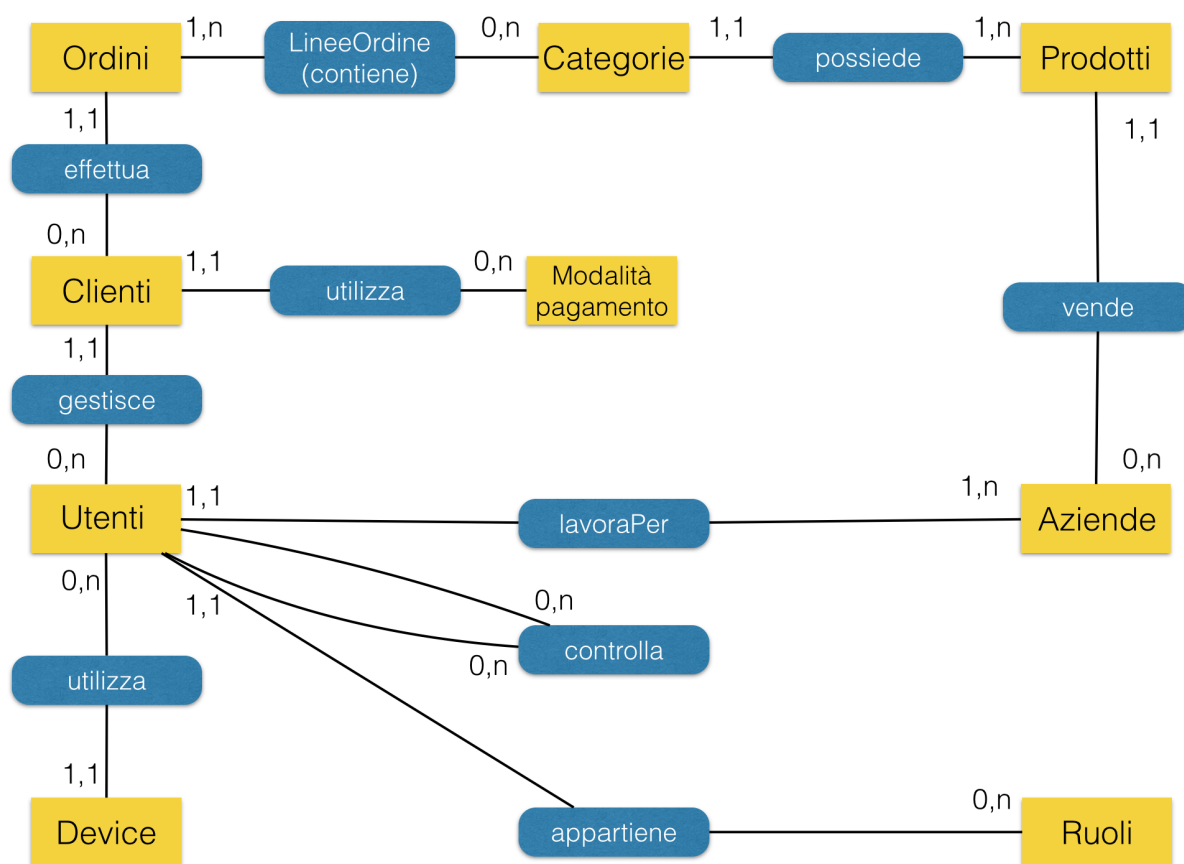 Ordini
1,n
LineeOrdine
(contiene)
0,n
Categorie
1,1
possiede
1,n
Prodotti
1,1
effettua
0,n
1,1
vende
0,n
Clienti
1,1
utilizza
0,n
Modalità
pagamento
1,1
gestisce
0,n
Utenti
1,1
lavoraPer
1,n
Aziende
0,n
utilizza
1,1
Device
0,n
controlla
0,n
1,1
appartiene
0,n
Ruoli